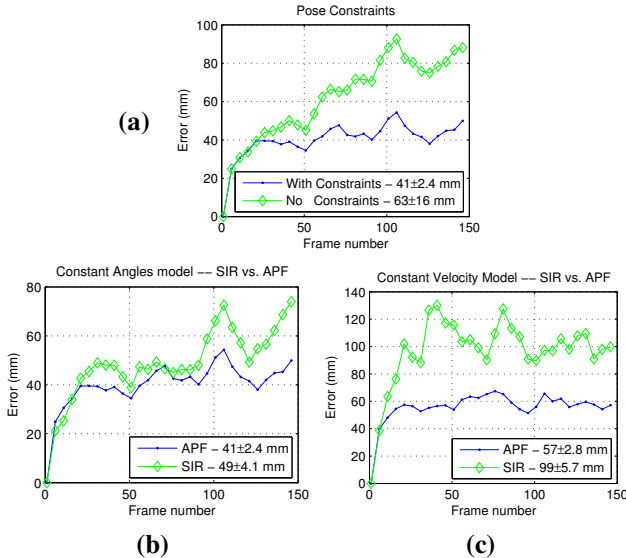 Pose Constraints
100
80
60
40
20
0
Error (mm)
(a)
With Constraints − 41±2.4 mm
No Constraints − 63±16 mm
0 50 100 150
Frame number
Constant Angles model −− SIR vs. APF
80
60
40
20
0
Error (mm)
APF − 41±2.4 mm
SIR − 49±4.1 mm
0 50 100 150
Frame number
(b)
Constant Velocity Model −− SIR vs. APF
140
120
100
80
60
40
20
0
Error (mm)
APF − 57±2.8 mm
SIR − 99±5.7 mm
0 50 100 150
Frame number
(c)